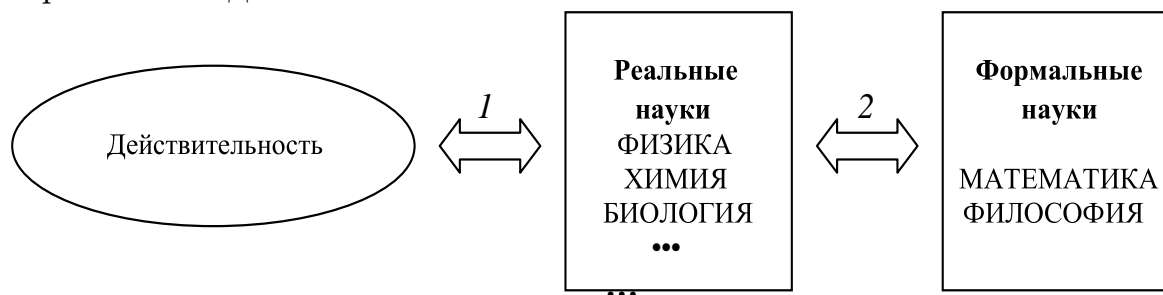 Действительность
1
Реальные
науки
ФИЗИКА
ХИМИЯ
БИОЛОГИЯ
•••
•••
2
Формальные
науки
МАТЕМАТИКА
ФИЛОСОФИЯ